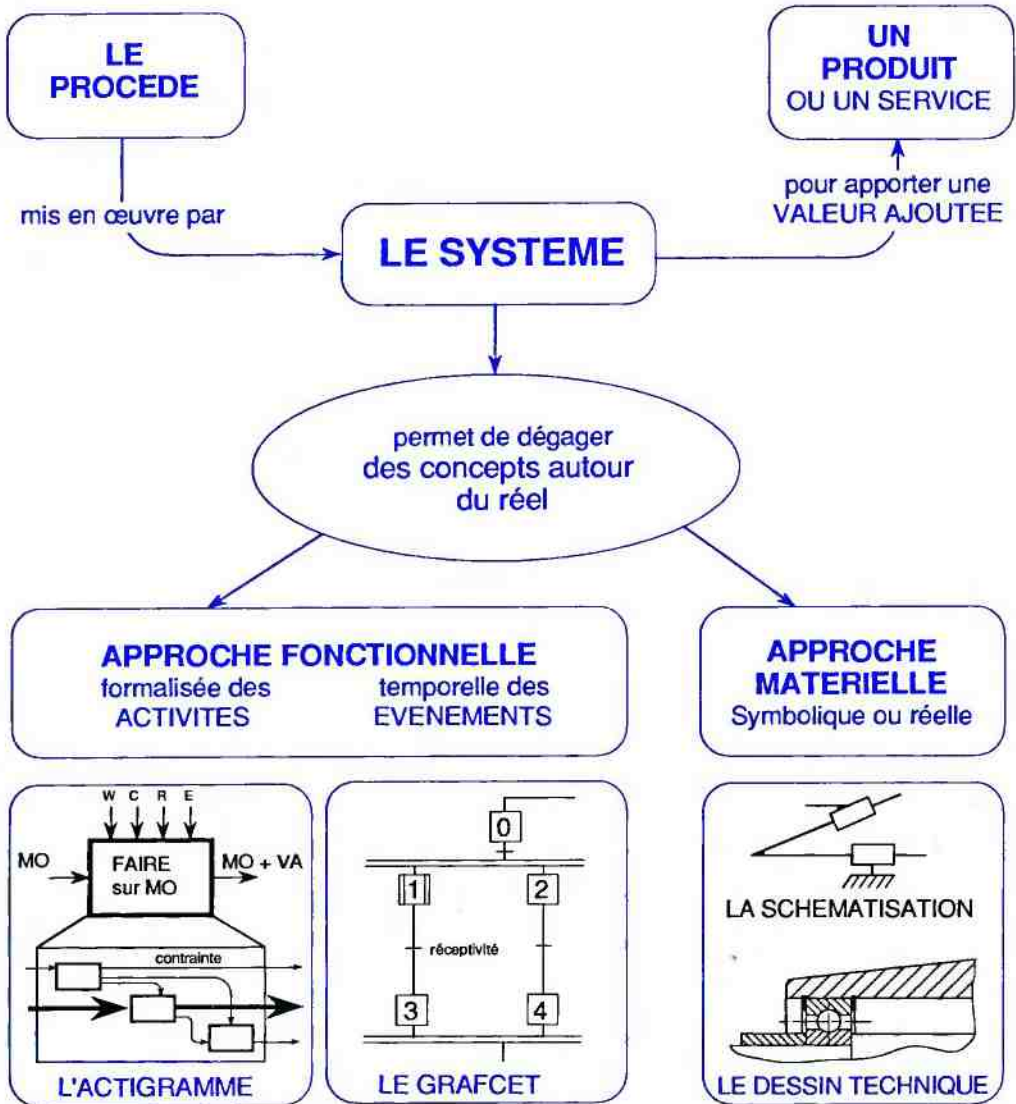 LE
PROCEDE
UN
PRODUIT
OU UN SERVICE
mis en œuvre par
pour apporter une
VALEUR AJOUTEE
LE SYSTEME
permet de dégager
des concepts autour
du réel
APPROCHE FONCTIONNELLE
formalisée des
ACTIVITES
temporelle des
EVENEMENTS
APPROCHE
MATERIELLE
Symbolique ou réelle
W C R E
MO
FAIRE
sur MO
MO + VA
contrainte
L'ACTIGRAMME
0
1
2
réceptivité
3
4
LE GRAFCET
LA SCHEMATISATION
LE DESSIN TECHNIQUE